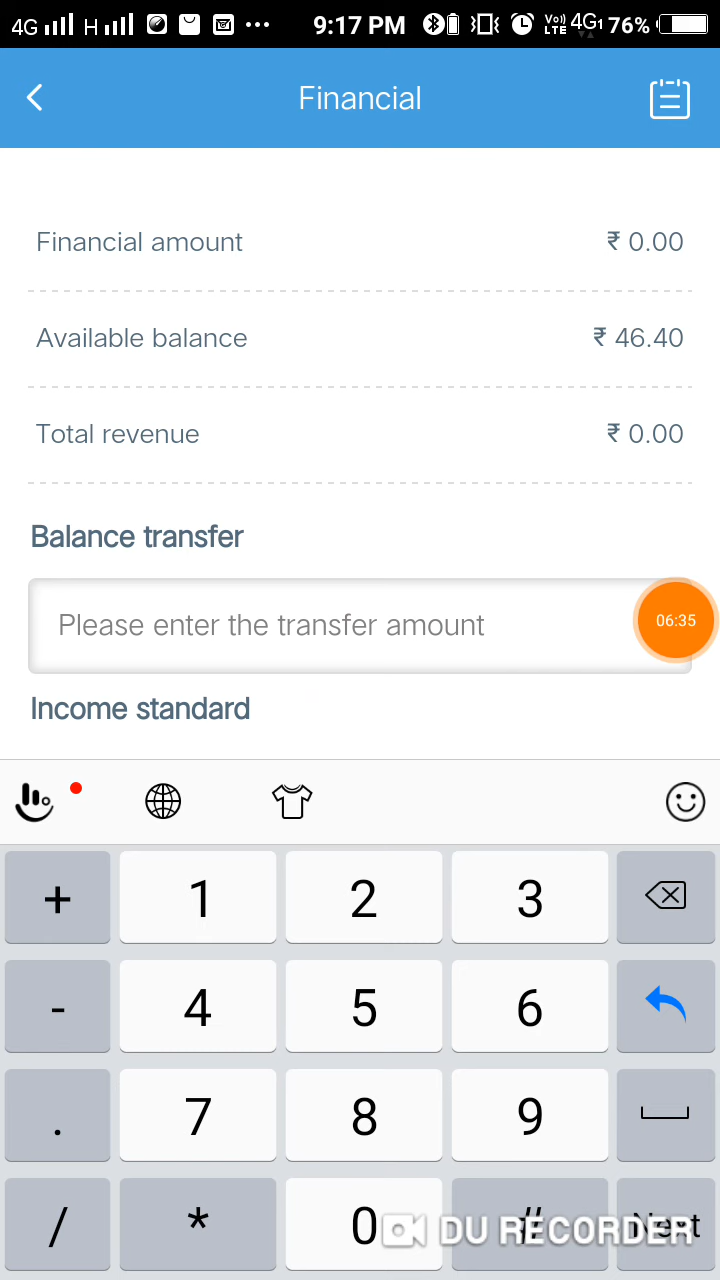 4G H 9:17 PM Vo) LTE 4G1 76%
Financial
Financial amount ₹ 0.00
Available balance ₹ 46.40
Total revenue ₹ 0.00
Balance transfer
Please enter the transfer amount
06:35
Income standard
+ 1 2 3
- 4 5 6
. 7 8 9
/ * 0 # Next
DU RECORDER